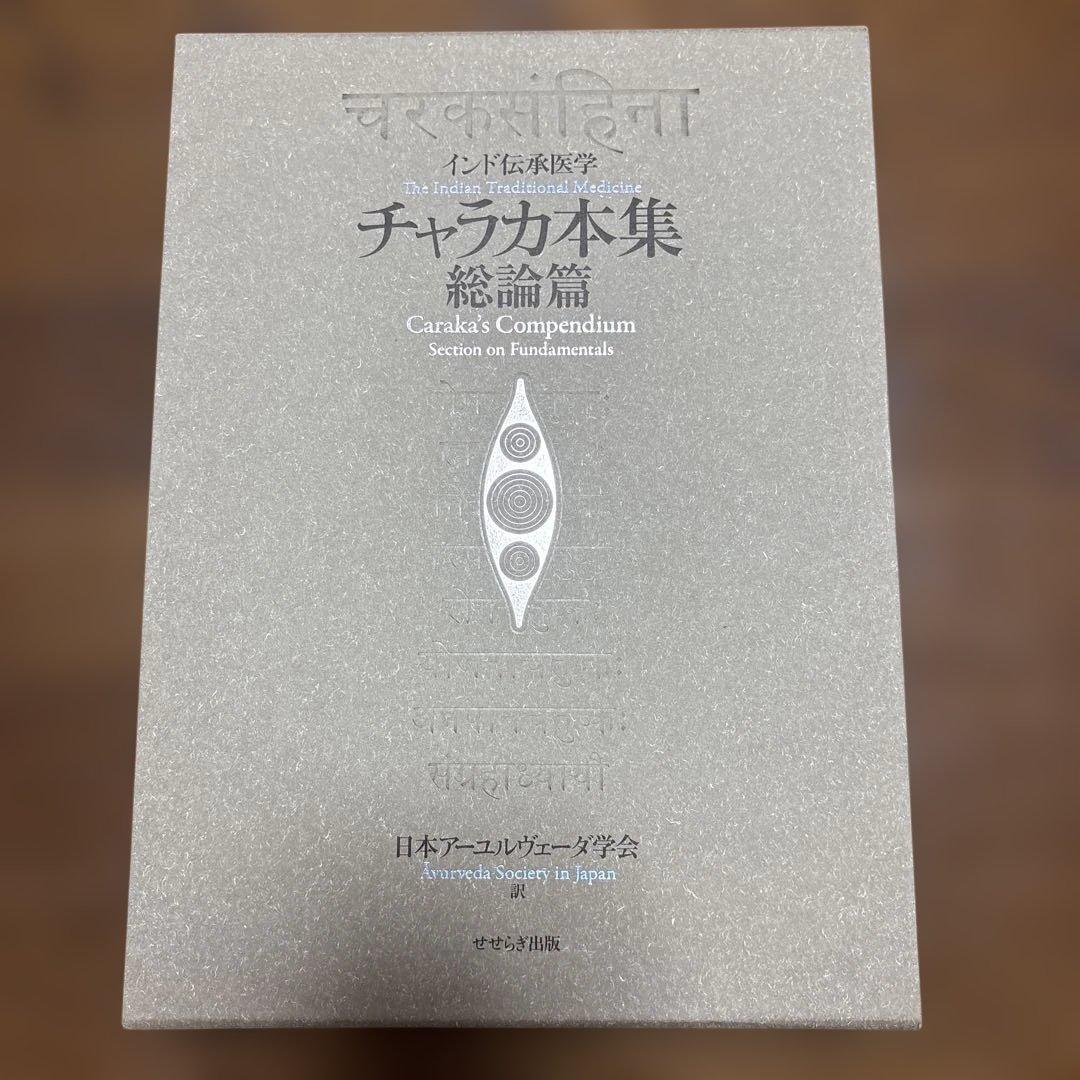 चरकसंहिता
インド伝承医学
The Indian Traditional Medicine
チャラカ本集
総論篇
Caraka's Compendium
Section on Fundamentals
संग्रहाध्यायौ
日本アーユルヴェーダ学会
Āyurveda Society in Japan
訳
せせらぎ出版